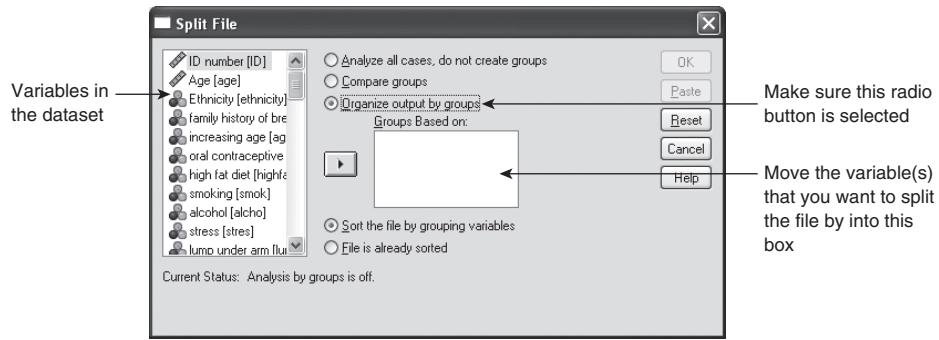 Split File
Variables in
the dataset
ID number [ID]
Age [age]
Ethnicity [ethnicity]
family history of bre
increasing age [ag
oral contraceptive
high fat diet [highfa
smoking [smok]
alcohol [alcho]
stress [stres]
lump under arm [lu
Analyze all cases, do not create groups
Compare groups
Organize output by groups
Groups Based on:
Sort the file by grouping variables
File is already sorted
Current Status: Analysis by groups is off.
OK
Paste
Reset
Cancel
Help
Make sure this radio
button is selected
Move the variable(s)
that you want to split
the file by into this
box